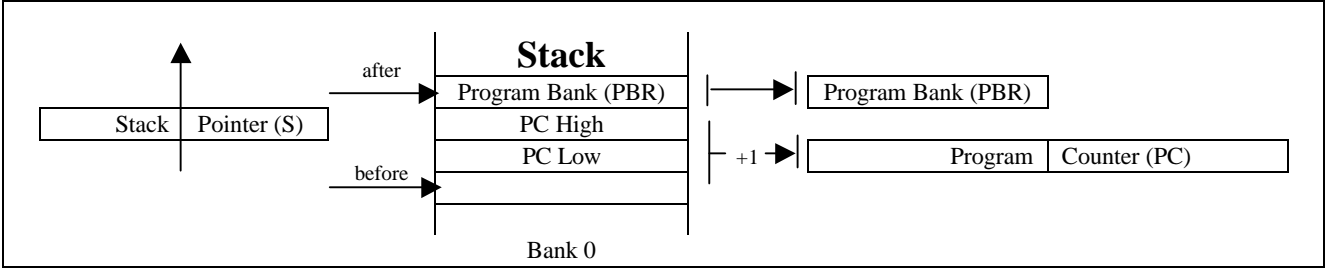 Stack
after
Program Bank (PBR)
Program Bank (PBR)
Stack Pointer (S)
PC High
PC Low
+1
Program Counter (PC)
before
Bank 0